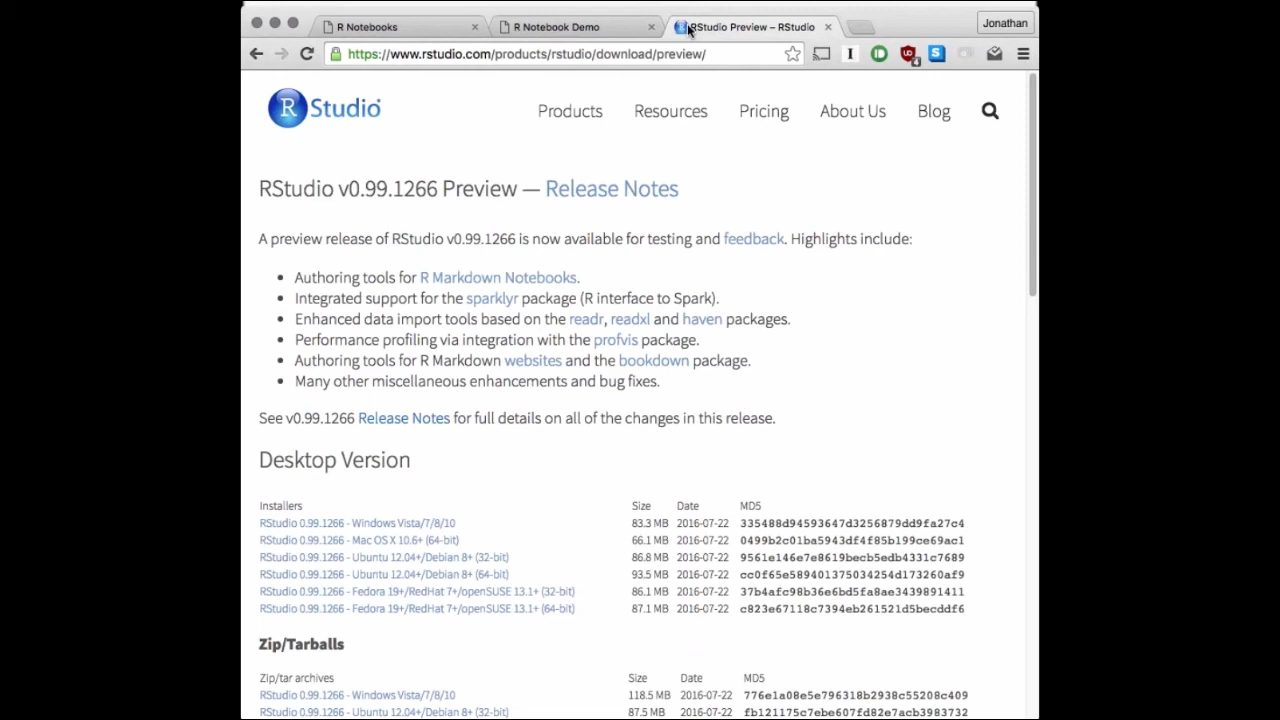 R Notebooks
R Notebook Demo
RStudio Preview – RStudio
Jonathan
https://www.rstudio.com/products/rstudio/download/preview/
4
R Studio
Products Resources Pricing About Us Blog
RStudio v0.99.1266 Preview — Release Notes
A preview release of RStudio v0.99.1266 is now available for testing and feedback. Highlights include:
Authoring tools for R Markdown Notebooks.
Integrated support for the sparklyr package (R interface to Spark).
Enhanced data import tools based on the readr, readxl and haven packages.
Performance profiling via integration with the profvis package.
Authoring tools for R Markdown websites and the bookdown package.
Many other miscellaneous enhancements and bug fixes.
See v0.99.1266 Release Notes for full details on all of the changes in this release.
Desktop Version
Installers Size Date MD5
RStudio 0.99.1266 - Windows Vista/7/8/10 83.3 MB 2016-07-22 335488d94593647d3256879dd9fa27c4
RStudio 0.99.1266 - Mac OS X 10.6+ (64-bit) 66.1 MB 2016-07-22 0499b2c01ba5943df4f85b199ce69ac1
RStudio 0.99.1266 - Ubuntu 12.04+/Debian 8+ (32-bit) 86.8 MB 2016-07-22 9561e146e7e8619becb5edb4331c7689
RStudio 0.99.1266 - Ubuntu 12.04+/Debian 8+ (64-bit) 93.5 MB 2016-07-22 cc0f65e589401375034254d173260af9
RStudio 0.99.1266 - Fedora 19+/RedHat 7+/openSUSE 13.1+ (32-bit) 86.1 MB 2016-07-22 37b4afc98b36e6bd5fa8ae3439891411
RStudio 0.99.1266 - Fedora 19+/RedHat 7+/openSUSE 13.1+ (64-bit) 87.1 MB 2016-07-22 c823e67118c7394eb261521d5becddf6
Zip/Tarballs
Zip/tar archives Size Date MD5
RStudio 0.99.1266 - Windows Vista/7/8/10 118.5 MB 2016-07-22 776e1a08e5e796318b2938c55208c409
RStudio 0.99.1266 - Ubuntu 12.04+/Debian 8+ (32-bit) 87.5 MB 2016-07-22 fb121175c7ebe607fd82e7acb3983732